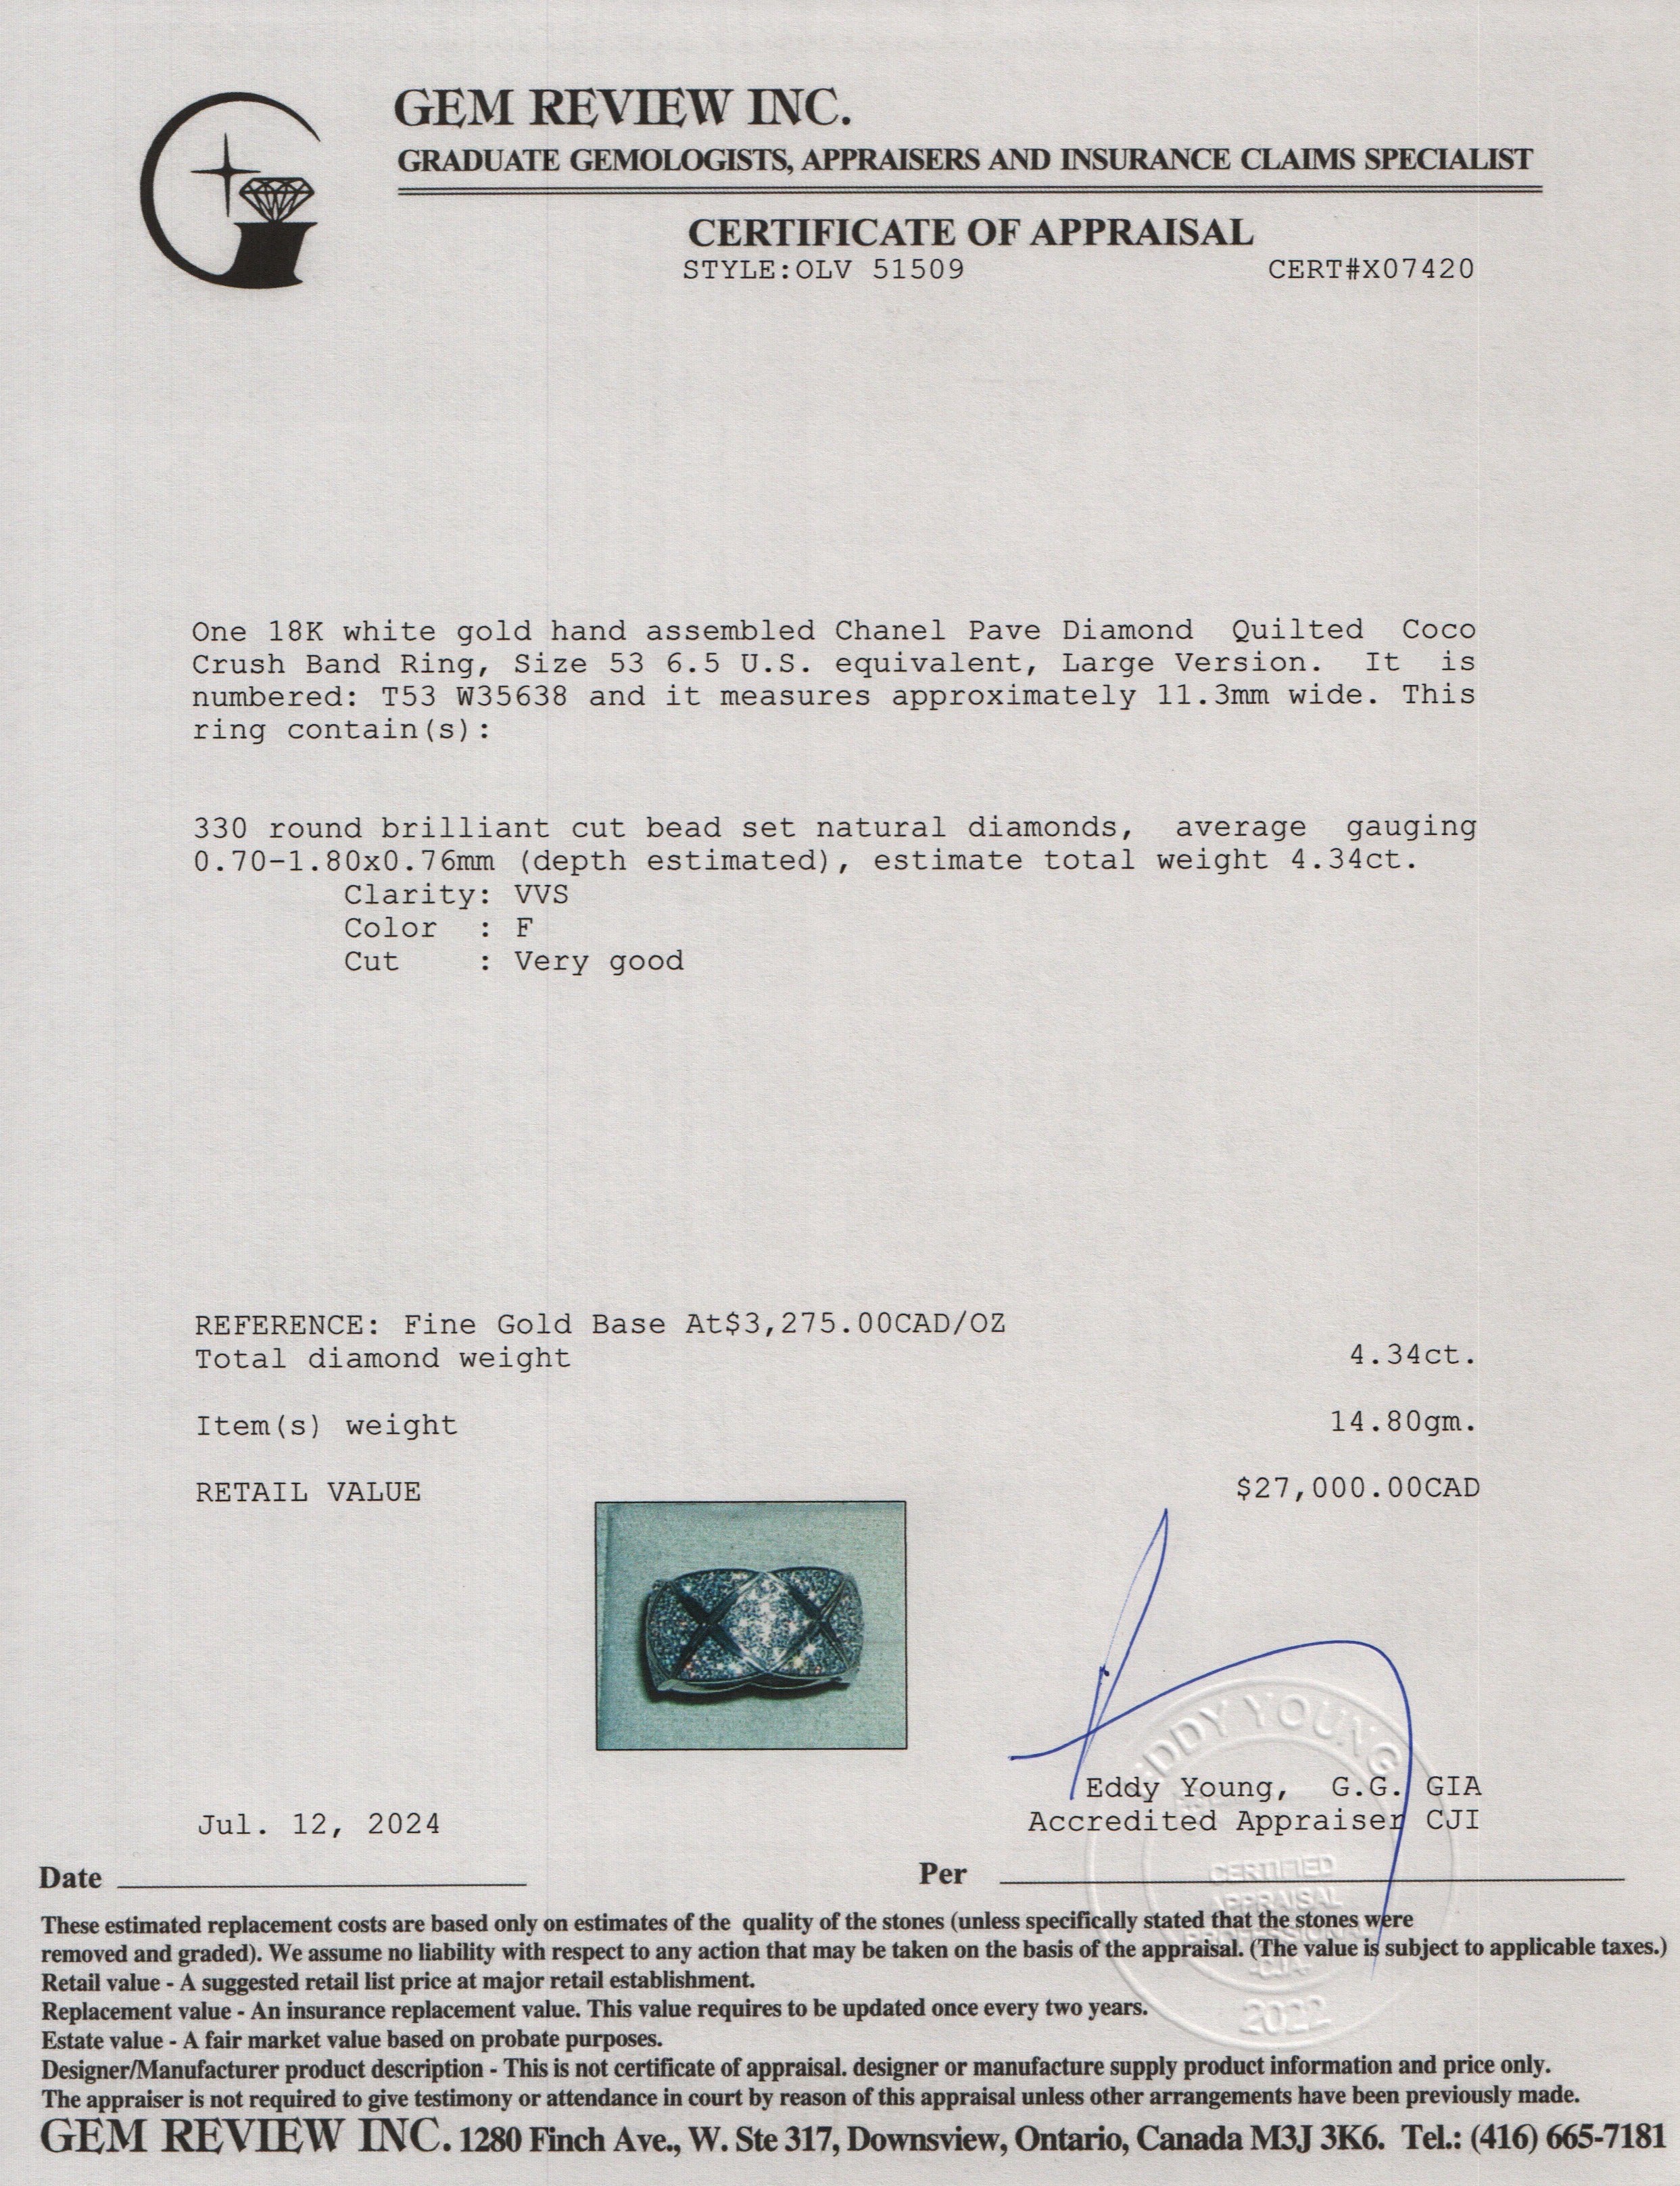 GEM REVIEW INC.
GRADUATE GEMOLOGISTS, APPRAISERS AND INSURANCE CLAIMS SPECIALIST
CERTIFICATE OF APPRAISAL
STYLE:OLV 51509 CERT#X07420
One 18K white gold hand assembled Chanel Pave Diamond Quilted Coco
Crush Band Ring, Size 53 6.5 U.S. equivalent, Large Version. It is
numbered: T53 W35638 and it measures approximately 11.3mm wide. This
ring contain(s):
330 round brilliant cut bead set natural diamonds, average gauging
0.70-1.80x0.76mm (depth estimated), estimate total weight 4.34ct.
Clarity: VVS
Color : F
Cut : Very good
REFERENCE: Fine Gold Base At$3,275.00CAD/OZ
Total diamond weight 4.34ct.
Item(s) weight 14.80gm.
RETAIL VALUE $27,000.00CAD
EDDY YOUNG
Eddy Young, G.G. GIA
Jul. 12, 2024 Accredited Appraiser CJI
Date Per
CERTIFIED
APPRAISAL
PROFESSIONAL
-CJA-
2022
These estimated replacement costs are based only on estimates of the quality of the stones (unless specifically stated that the stones were
removed and graded). We assume no liability with respect to any action that may be taken on the basis of the appraisal. (The value is subject to applicable taxes.)
Retail value - A suggested retail list price at major retail establishment.
Replacement value - An insurance replacement value. This value requires to be updated once every two years.
Estate value - A fair market value based on probate purposes.
Designer/Manufacturer product description - This is not certificate of appraisal. designer or manufacture supply product information and price only.
The appraiser is not required to give testimony or attendance in court by reason of this appraisal unless other arrangements have been previously made.
GEM REVIEW INC. 1280 Finch Ave., W. Ste 317, Downsview, Ontario, Canada M3J 3K6. Tel.: (416) 665-7181